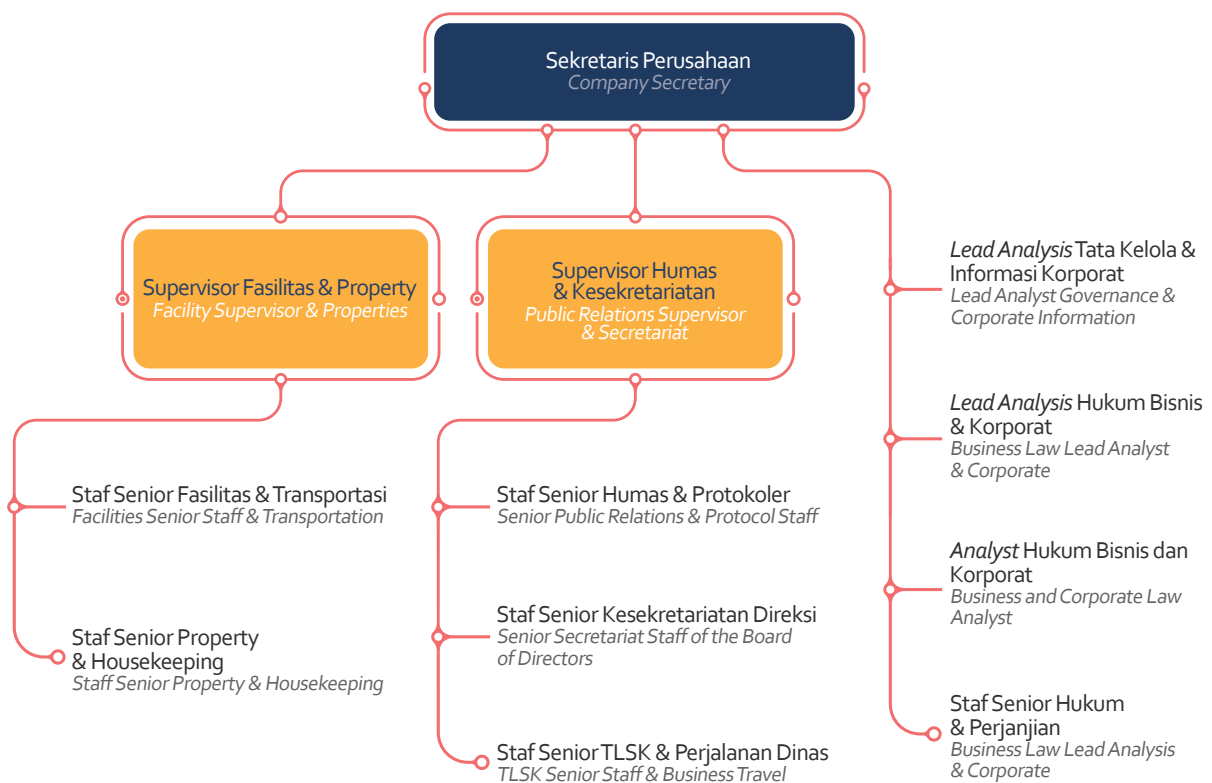 Sekretaris Perusahaan
Company Secretary
Supervisor Fasilitas & Property
Facility Supervisor & Properties
Supervisor Humas
& Kesekretariatan
Public Relations Supervisor
& Secretariat
Staf Senior Fasilitas & Transportasi
Facilities Senior Staff & Transportation
Staf Senior Property
& Housekeeping
Staff Senior Property & Housekeeping
Staf Senior Humas & Protokoler
Senior Public Relations & Protocol Staff
Staf Senior Kesekretariatan Direksi
Senior Secretariat Staff of the Board
of Directors
Staf Senior TLSK & Perjalanan Dinas
TLSK Senior Staff & Business Travel
Lead Analysis Tata Kelola &
Informasi Korporat
Lead Analyst Governance &
Corporate Information
Lead Analysis Hukum Bisnis
& Korporat
Business Law Lead Analyst
& Corporate
Analyst Hukum Bisnis dan
Korporat
Business and Corporate Law
Analyst
Staf Senior Hukum
& Perjanjian
Business Law Lead Analysis
& Corporate